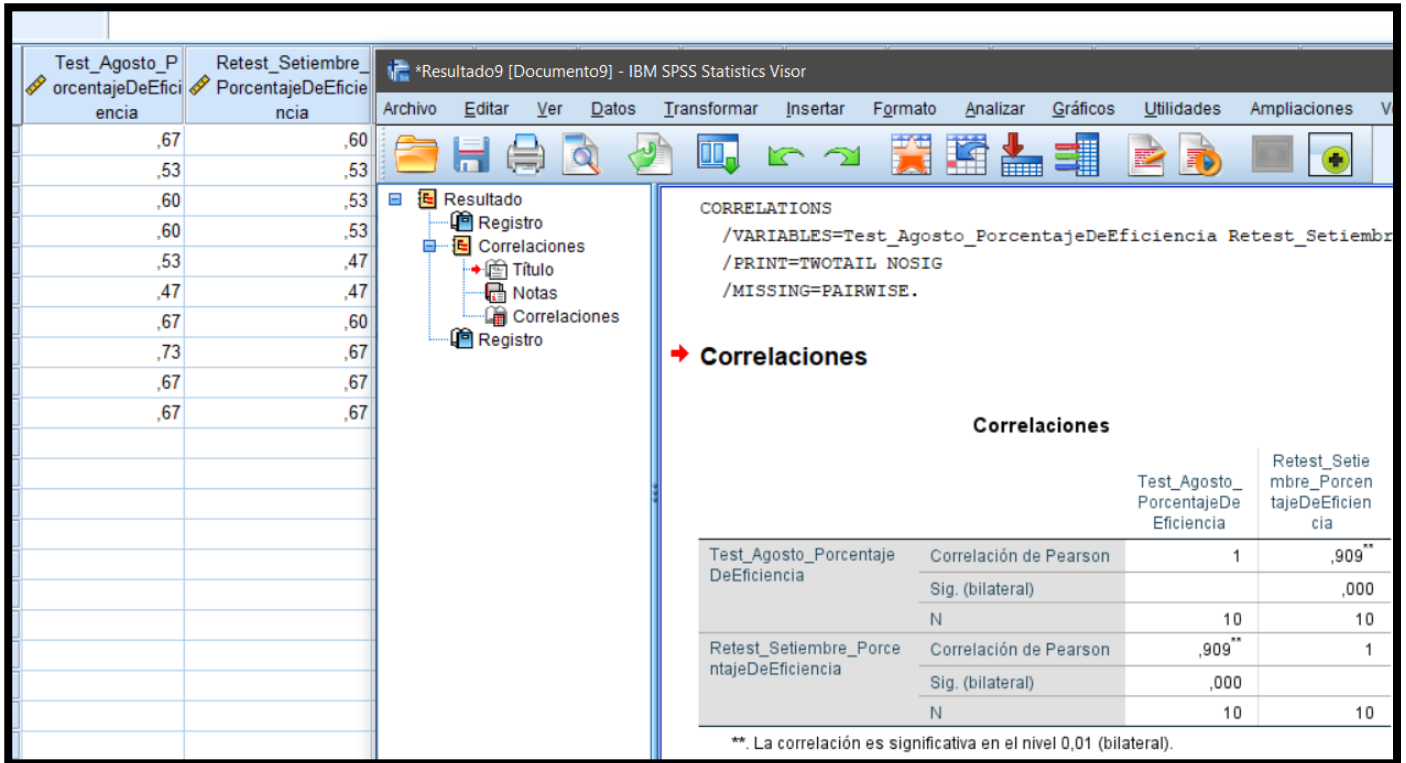 Test_Agosto_P
orcentajeDeEfici
encia
Retest_Setiembre_
PorcentajeDeEficie
ncia
,67 ,60
,53 ,53
,60 ,53
,60 ,53
,53 ,47
,47 ,47
,67 ,60
,73 ,67
,67 ,67
,67 ,67
*Resultado9 [Documento9] - IBM SPSS Statistics Visor
Archivo Editar Ver Datos Transformar Insertar Formato Analizar Gráficos Utilidades Ampliaciones
Resultado
Registro
Correlaciones
Título
Notas
Correlaciones
Registro
CORRELATIONS
/VARIABLES=Test_Agosto_PorcentajeDeEficiencia Retest_Setiembr
/PRINT=TWOTAIL NOSIG
/MISSING=PAIRWISE.
Correlaciones
Correlaciones
Test_Agosto_
PorcentajeDe
Eficiencia
Retest_Setie
mbre_Porcen
tajeDeEficien
cia
Test_Agosto_Porcentaje
DeEficiencia
Correlación de Pearson 1 ,909**
Sig. (bilateral) ,000
N 10 10
Retest_Setiembre_Porce
ntajeDeEficiencia
Correlación de Pearson ,909** 1
Sig. (bilateral) ,000
N 10 10
**. La correlación es significativa en el nivel 0,01 (bilateral).